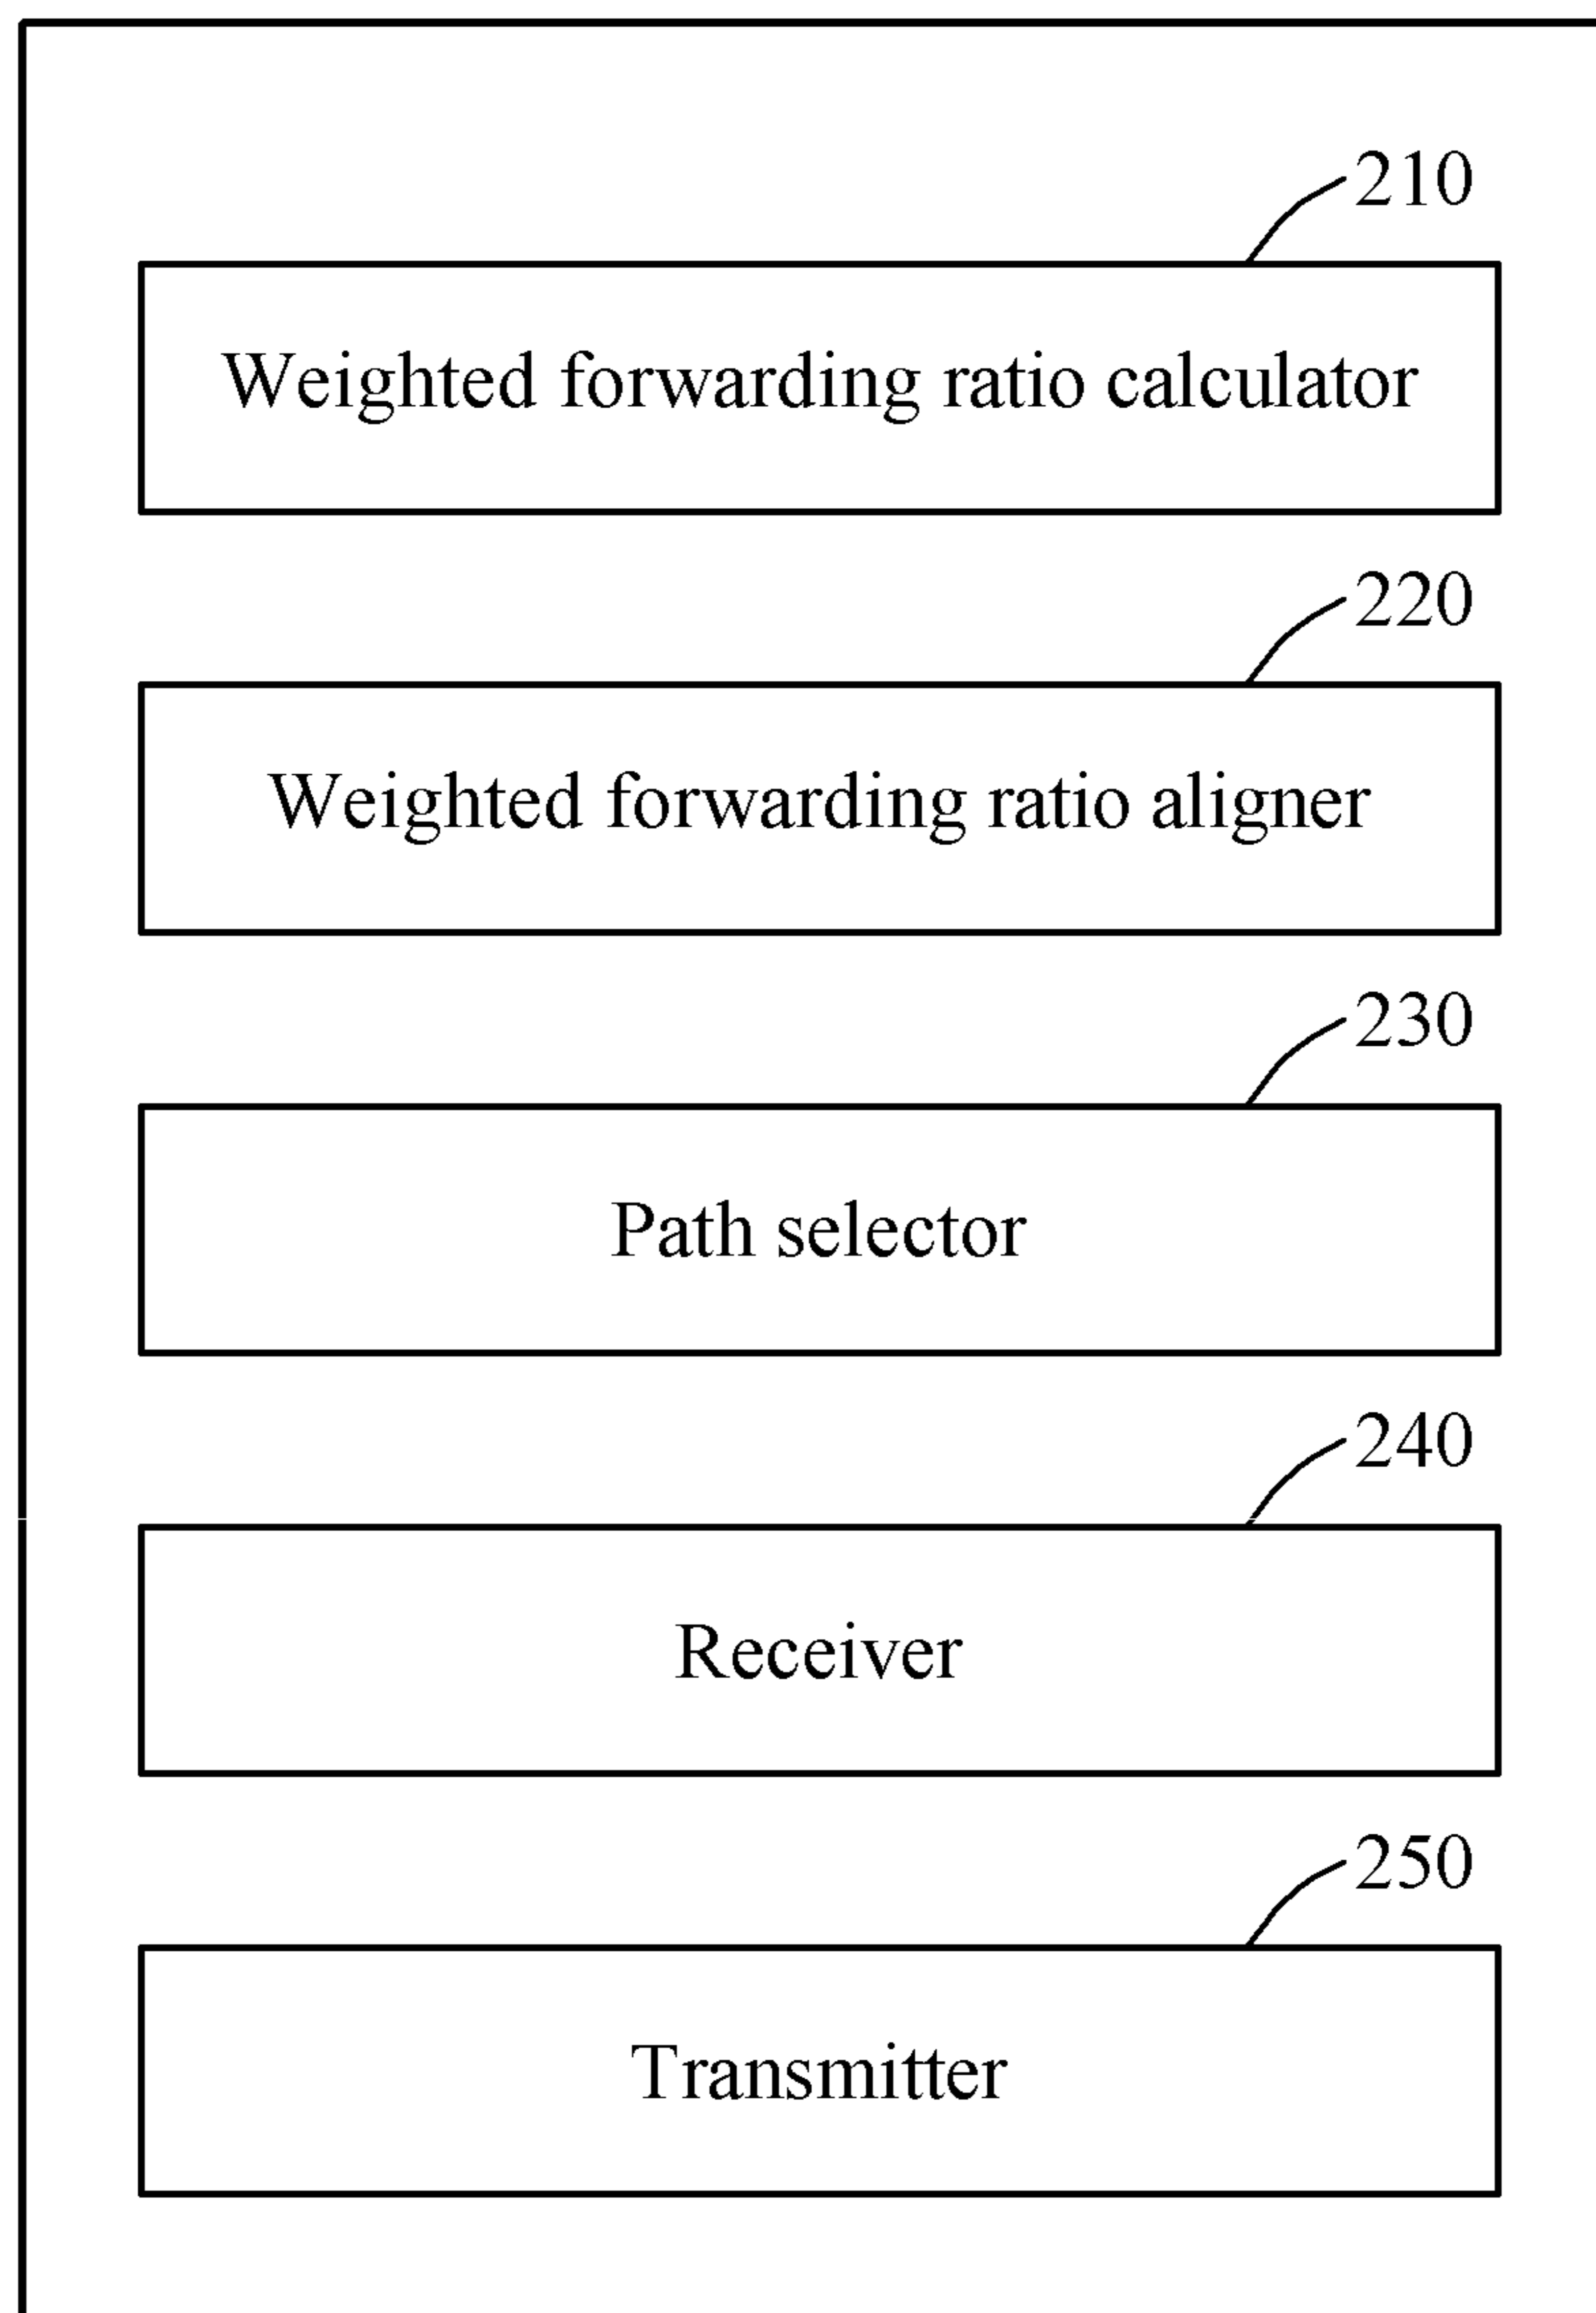 210
Weighted forwarding ratio calculator
220
Weighted forwarding ratio aligner
230
Path selector
240
Receiver
250
Transmitter